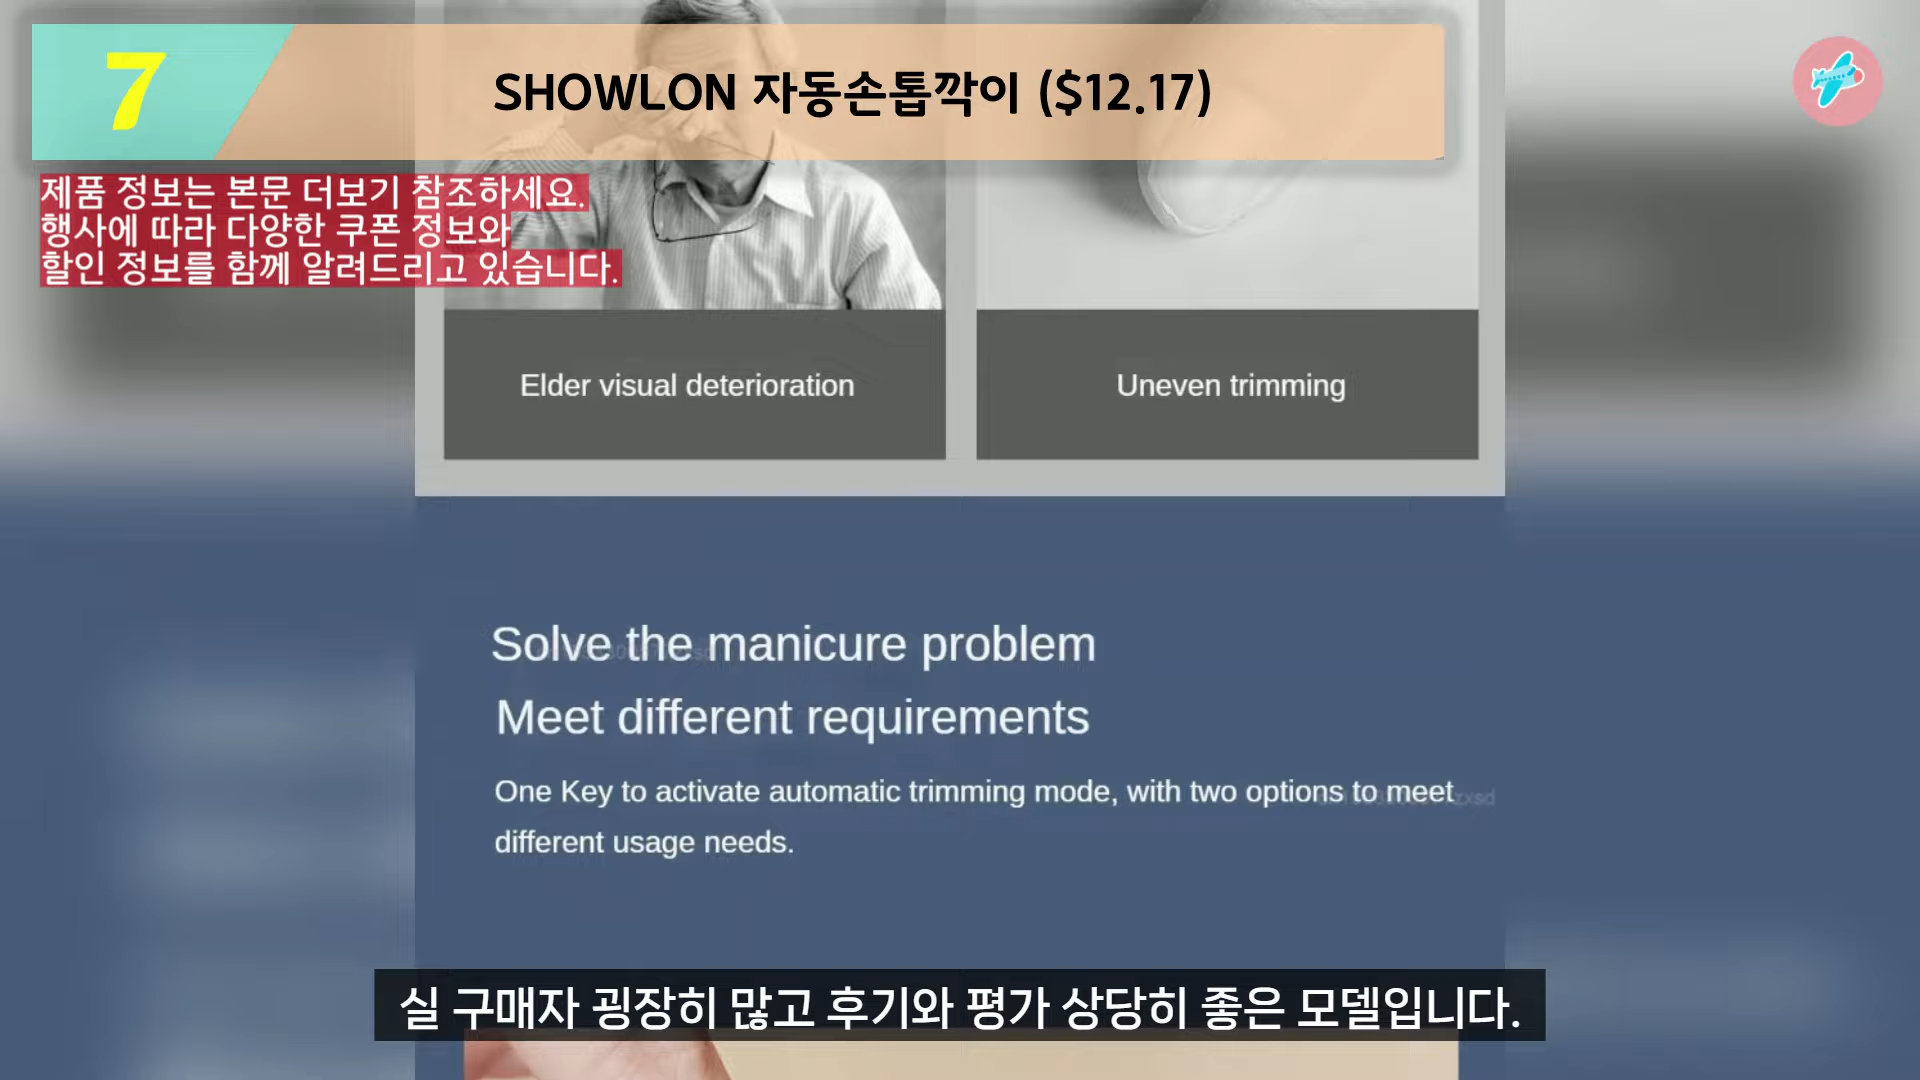 7
SHOWLON 자동손톱깍이 ($12.17)
제품 정보는 본문 더보기 참조하세요.
행사에 따라 다양한 쿠폰 정보와
할인 정보를 함께 알려드리고 있습니다.
Elder visual deterioration
Uneven trimming
Solve the manicure problem
Meet different requirements
One Key to activate automatic trimming mode, with two options to meet
different usage needs.
실 구매자 굉장히 많고 후기와 평가 상당히 좋은 모델입니다.